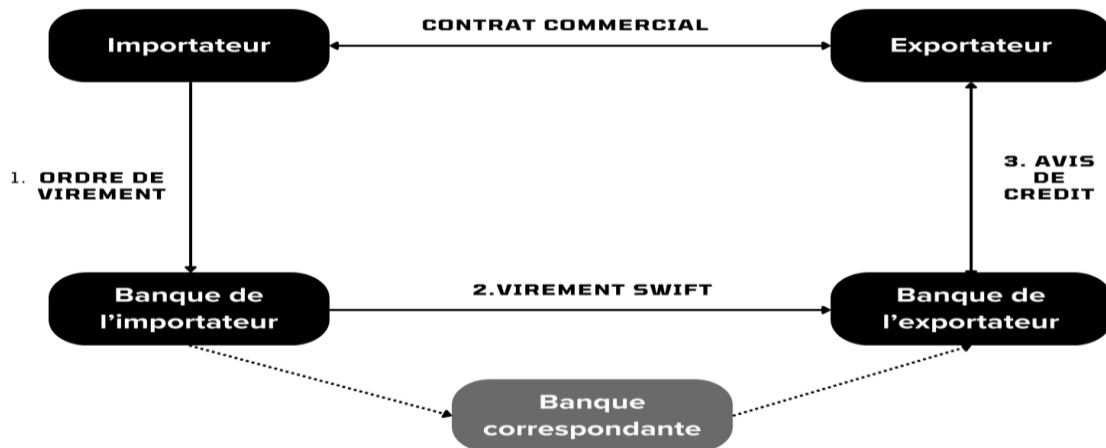 CONTRAT COMMERCIAL
Importateur
Exportateur
1. ORDRE DE
VIREMENT
3. AVIS
DE
CREDIT
Banque de
l’importateur
2.VIREMENT SWIFT
Banque de
l’exportateur
Banque
correspondante